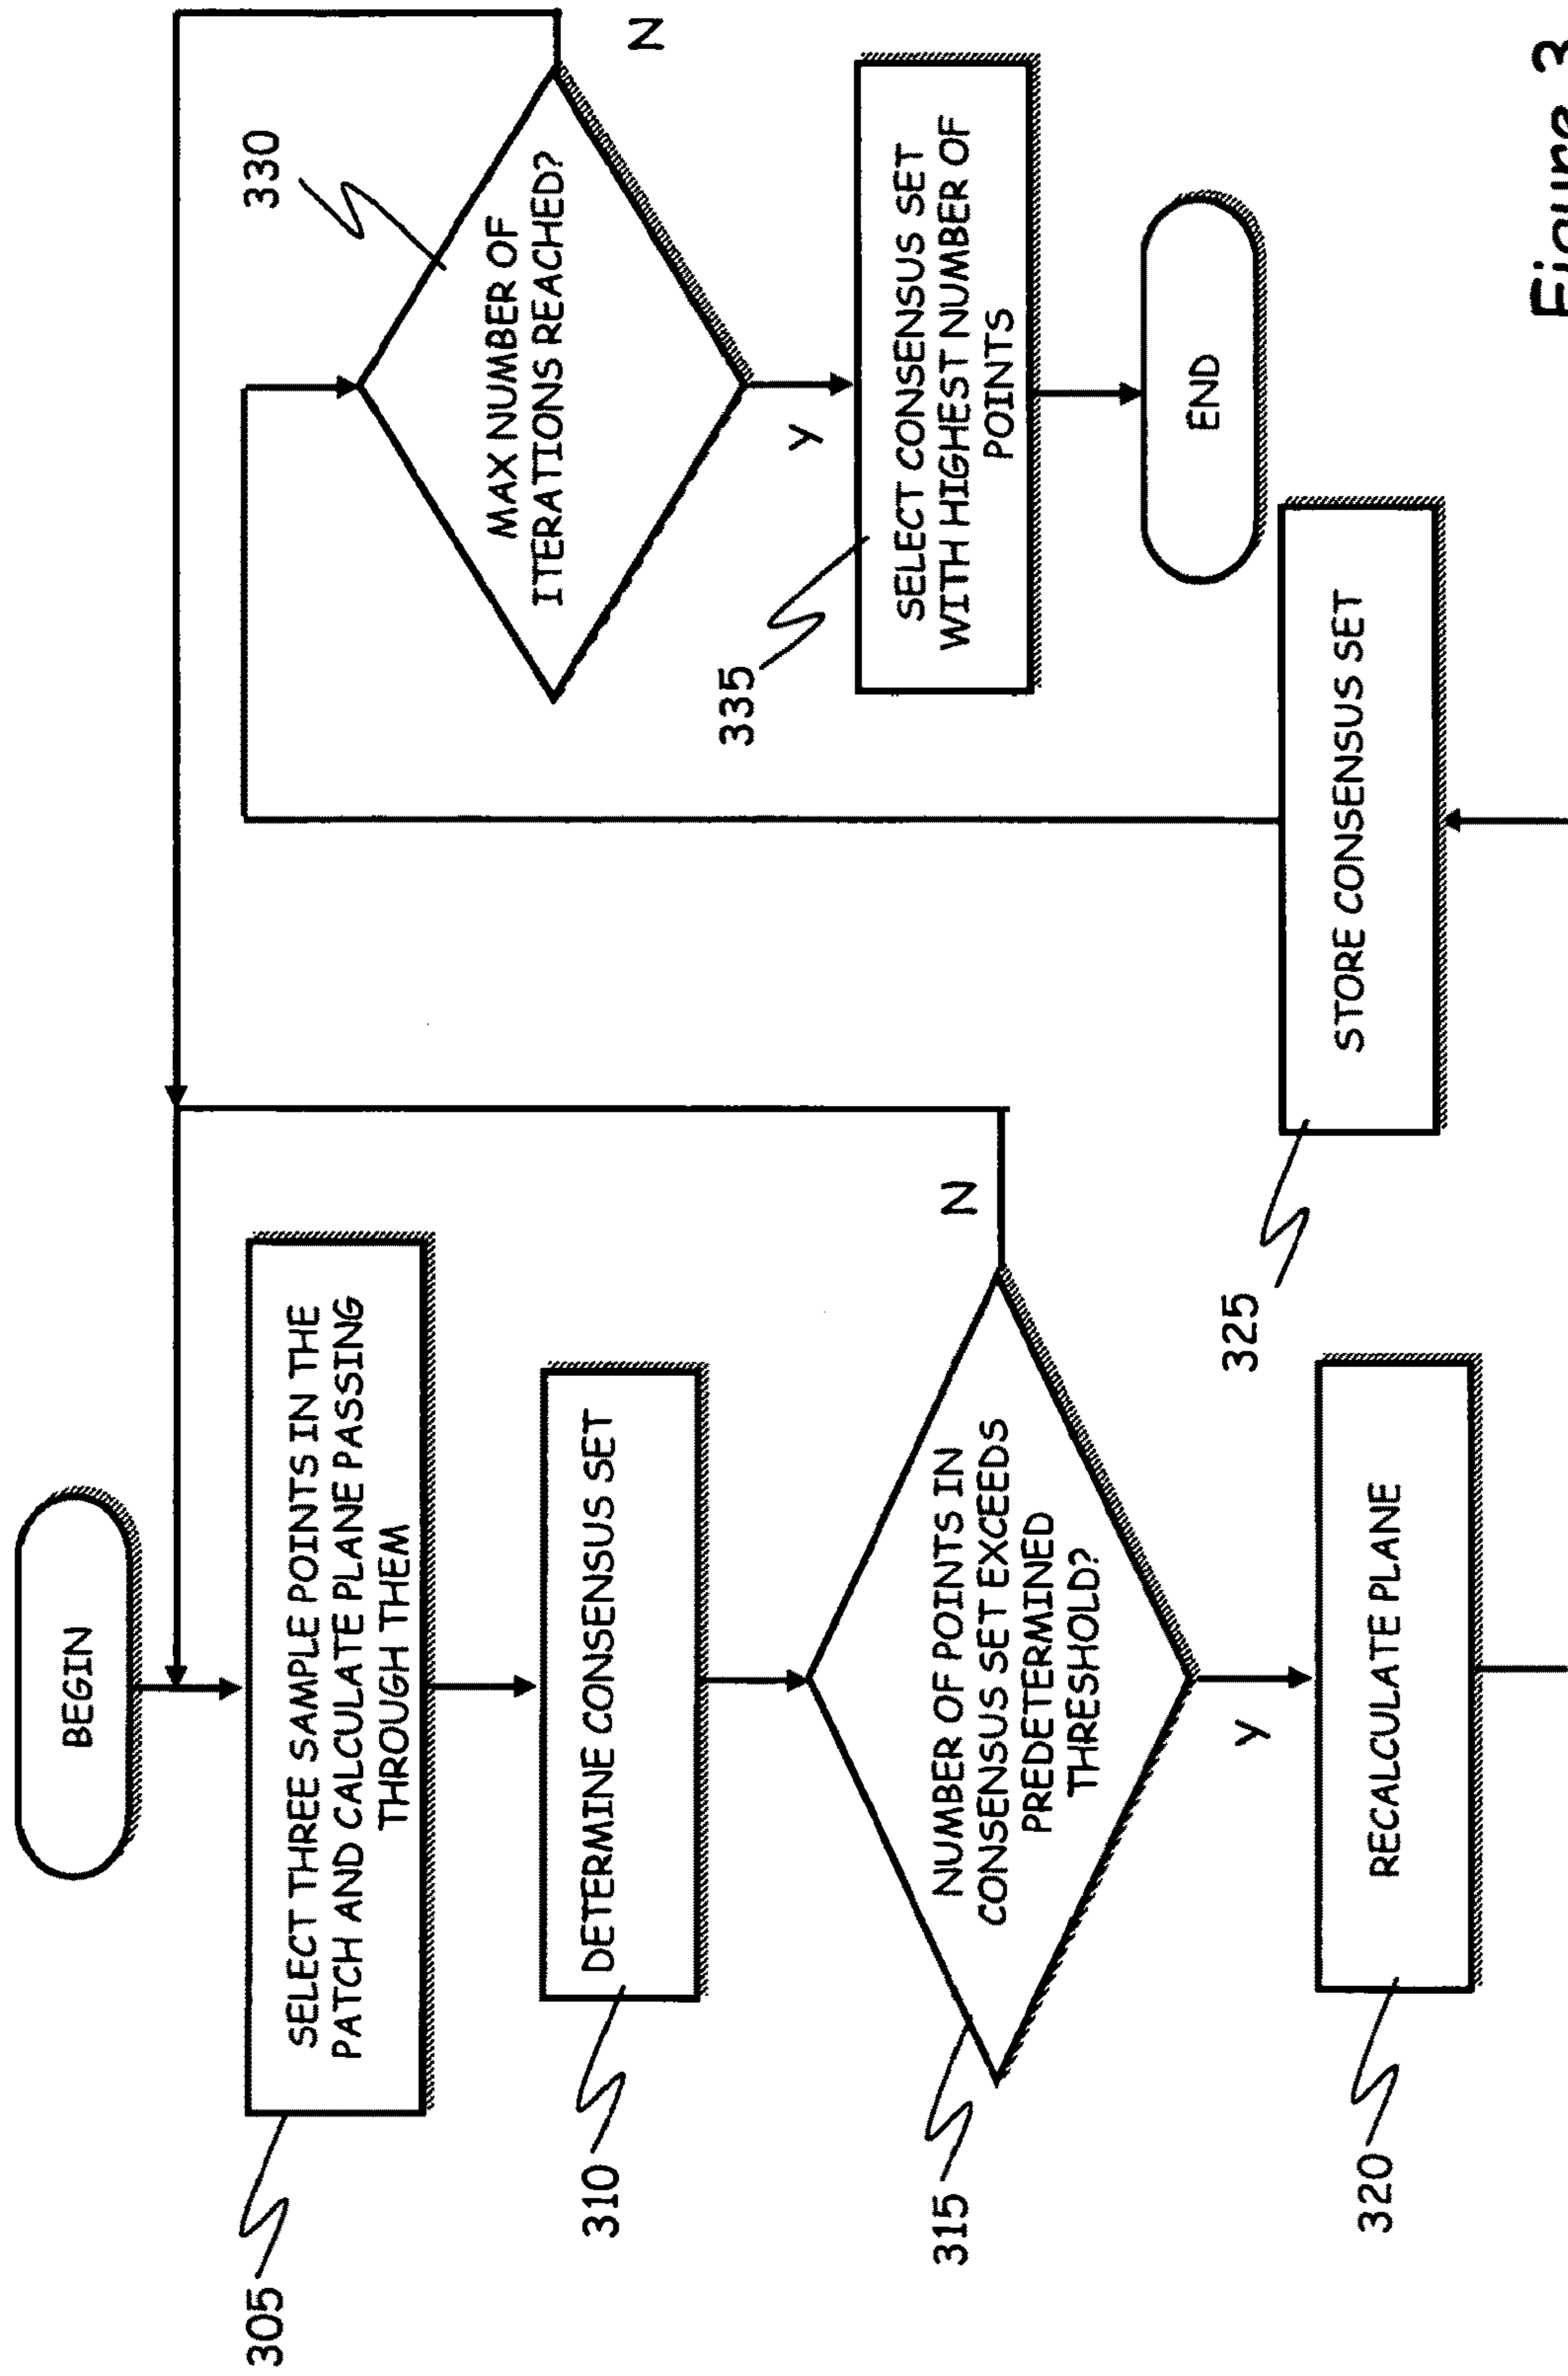 BEGIN
305
SELECT THREE SAMPLE POINTS IN THE
PATCH AND CALCULATE PLANE PASSING
THROUGH THEM
310
DETERMINE CONSENSUS SET
315
NUMBER OF POINTS IN
CONSENSUS SET EXCEEDS
PREDETERMINED
THRESHOLD?
N
Y
320
RECALCULATE PLANE
325
STORE CONSENSUS SET
330
MAX NUMBER OF
ITERATIONS REACHED?
N
Y
335
SELECT CONSENSUS SET
WITH HIGHEST NUMBER OF
POINTS
END
Figure 3